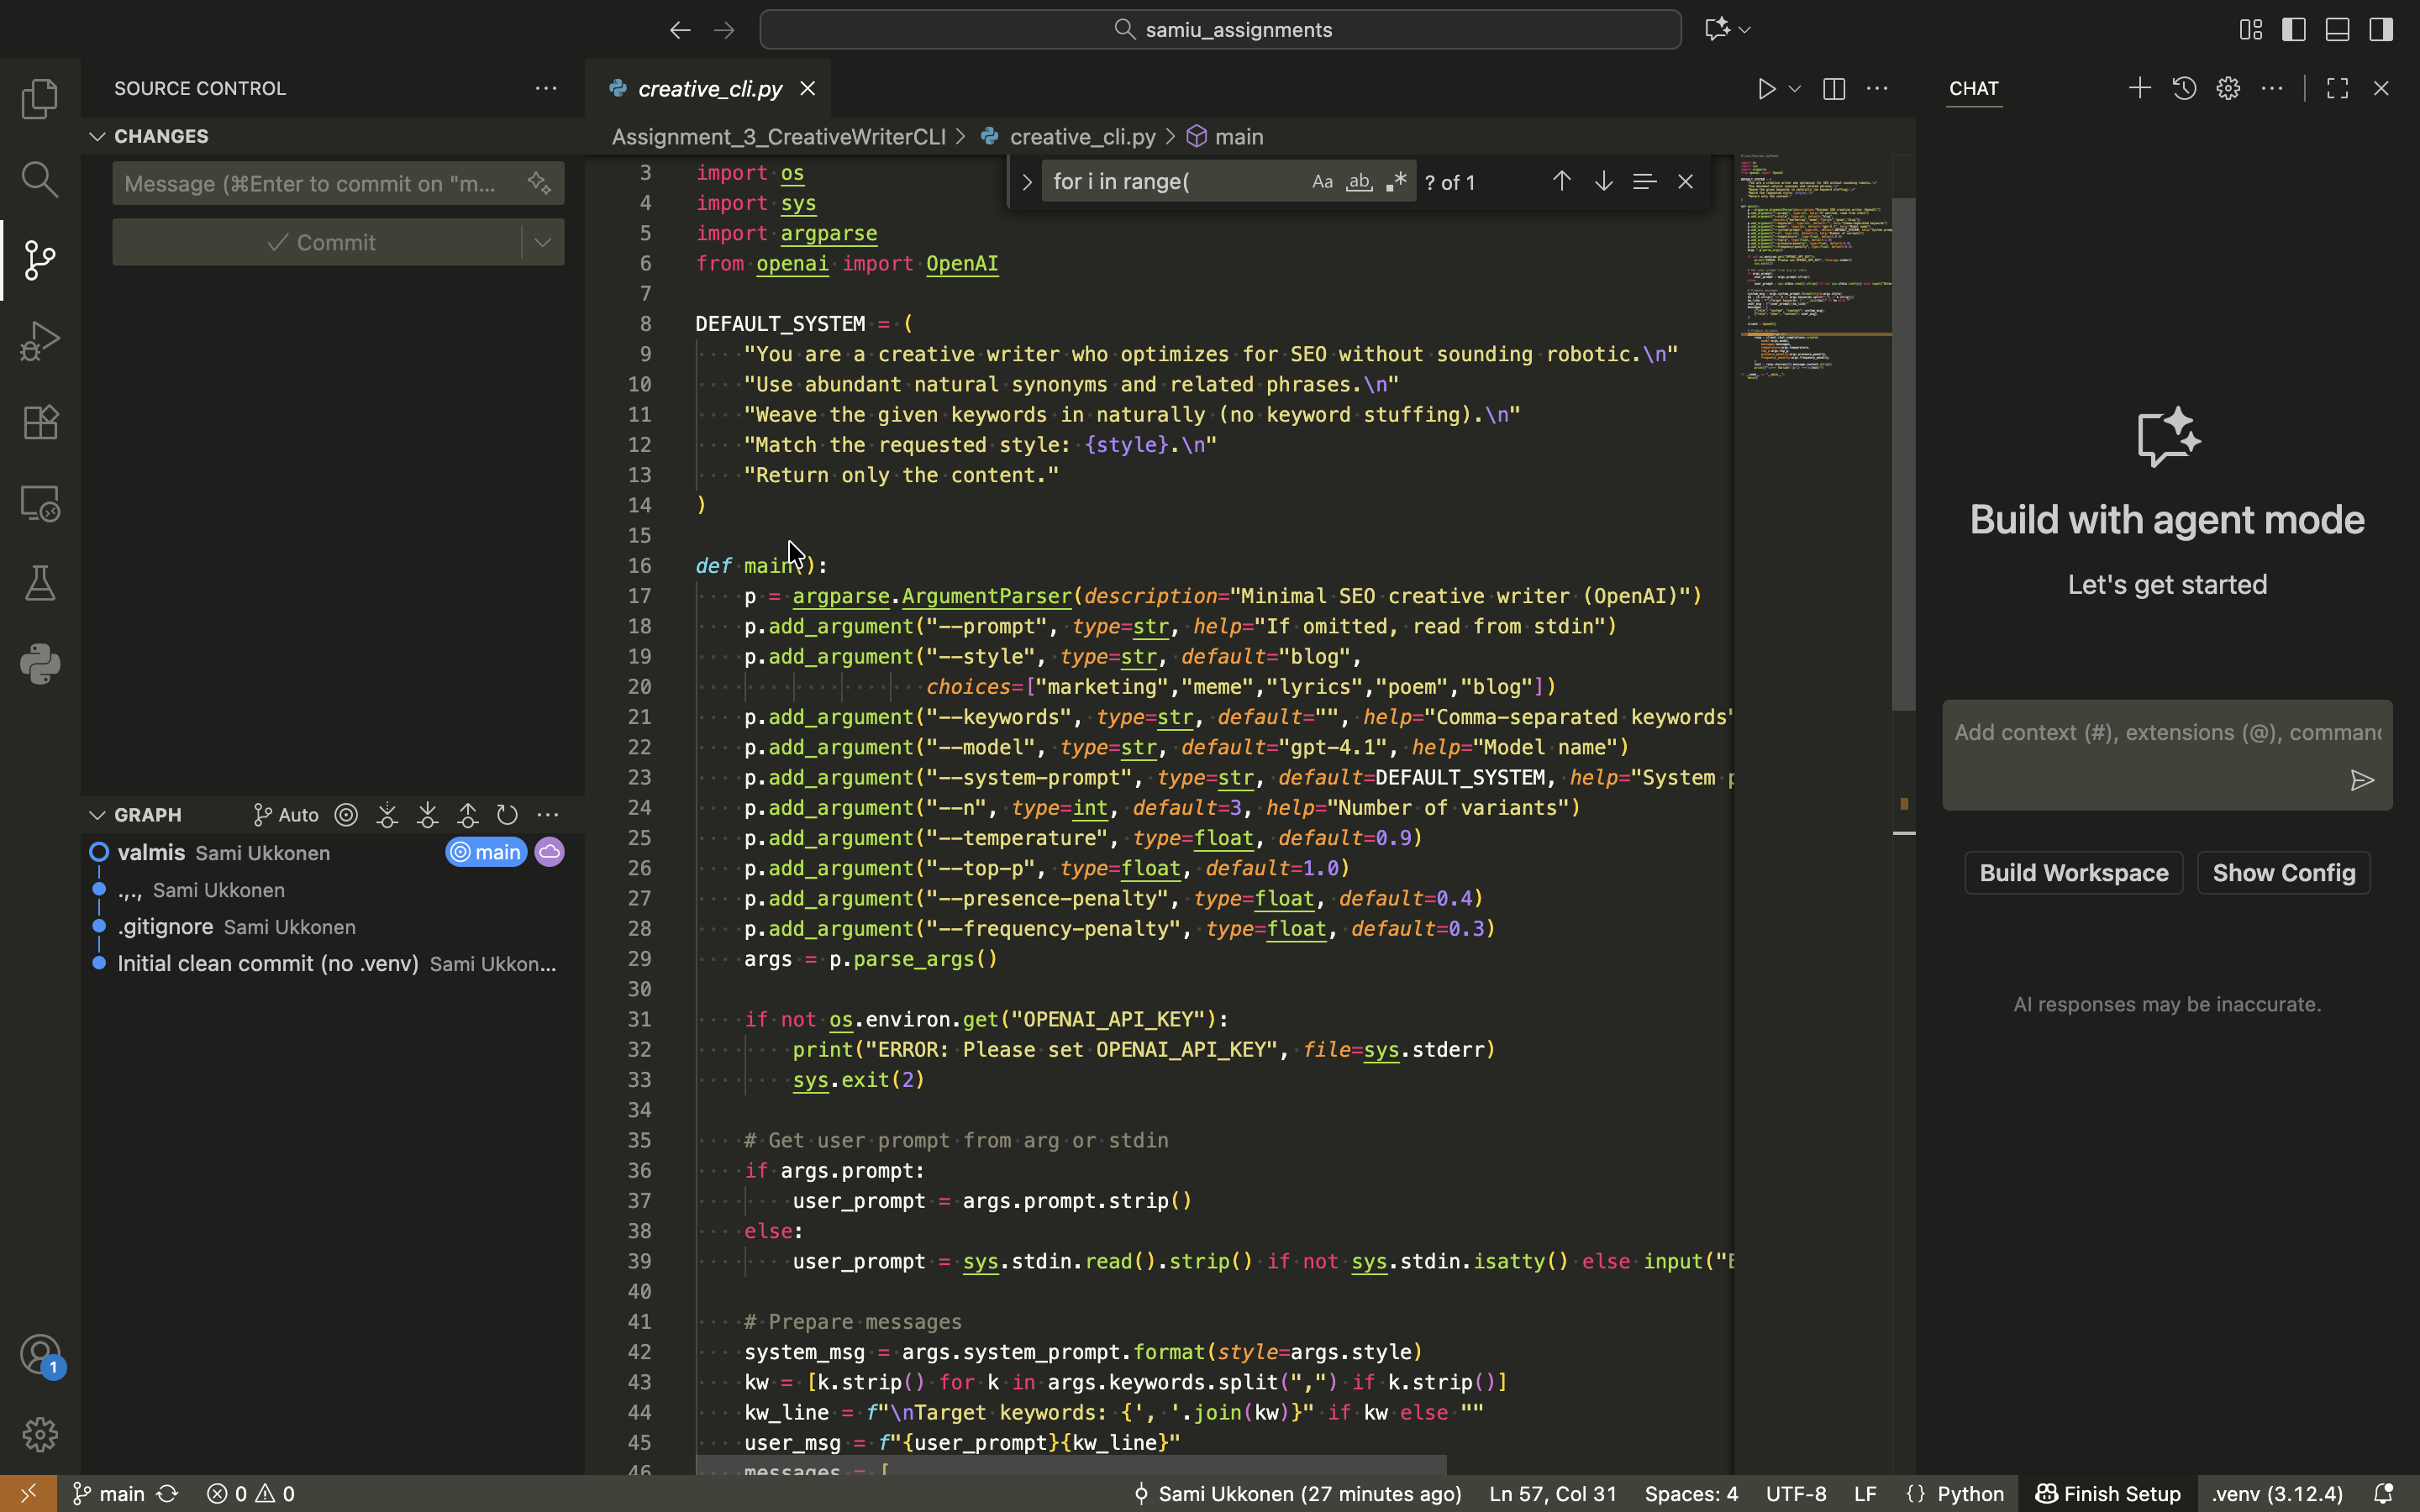 samiu_assignments
SOURCE CONTROL
CHANGES
Message (⌘Enter to commit on "m...
Commit
GRAPH
Auto
valmis Sami Ukkonen
main
.,., Sami Ukkonen
.gitignore Sami Ukkonen
Initial clean commit (no .venv) Sami Ukkon...
creative_cli.py
Assignment_3_CreativeWriterCLI > creative_cli.py > main
for i in range(
Aa ab .* ? of 1
3 import os
4 import sys
5 import argparse
6 from openai import OpenAI
7
8 DEFAULT_SYSTEM = (
9     "You are a creative writer who optimizes for SEO without sounding robotic.\n"
10     "Use abundant natural synonyms and related phrases.\n"
11     "Weave the given keywords in naturally (no keyword stuffing).\n"
12     "Match the requested style: {style}.\n"
13     "Return only the content."
14 )
15
16 def main():
17     p = argparse.ArgumentParser(description="Minimal SEO creative writer (OpenAI)")
18     p.add_argument("--prompt", type=str, help="If omitted, read from stdin")
19     p.add_argument("--style", type=str, default="blog",
20                    choices=["marketing","meme","lyrics","poem","blog"])
21     p.add_argument("--keywords", type=str, default="", help="Comma-separated keywords"
22     p.add_argument("--model", type=str, default="gpt-4.1", help="Model name")
23     p.add_argument("--system-prompt", type=str, default=DEFAULT_SYSTEM, help="System p
24     p.add_argument("--n", type=int, default=3, help="Number of variants")
25     p.add_argument("--temperature", type=float, default=0.9)
26     p.add_argument("--top-p", type=float, default=1.0)
27     p.add_argument("--presence-penalty", type=float, default=0.4)
28     p.add_argument("--frequency-penalty", type=float, default=0.3)
29     args = p.parse_args()
30
31     if not os.environ.get("OPENAI_API_KEY"):
32         print("ERROR: Please set OPENAI_API_KEY", file=sys.stderr)
33         sys.exit(2)
34
35     # Get user prompt from arg or stdin
36     if args.prompt:
37         user_prompt = args.prompt.strip()
38     else:
39         user_prompt = sys.stdin.read().strip() if not sys.stdin.isatty() else input("E
40
41     # Prepare messages
42     system_msg = args.system_prompt.format(style=args.style)
43     kw = [k.strip() for k in args.keywords.split(",") if k.strip()]
44     kw_line = f"\nTarget keywords: {', '.join(kw)}" if kw else ""
45     user_msg = f"{user_prompt}{kw_line}"
46     messages = [
CHAT
Build with agent mode
Let's get started
Add context (#), extensions (@), comman
Build Workspace
Show Config
AI responses may be inaccurate.
1
main
0 0
Sami Ukkonen (27 minutes ago)
Ln 57, Col 31
Spaces: 4
UTF-8
LF
{} Python
Finish Setup
.venv (3.12.4)